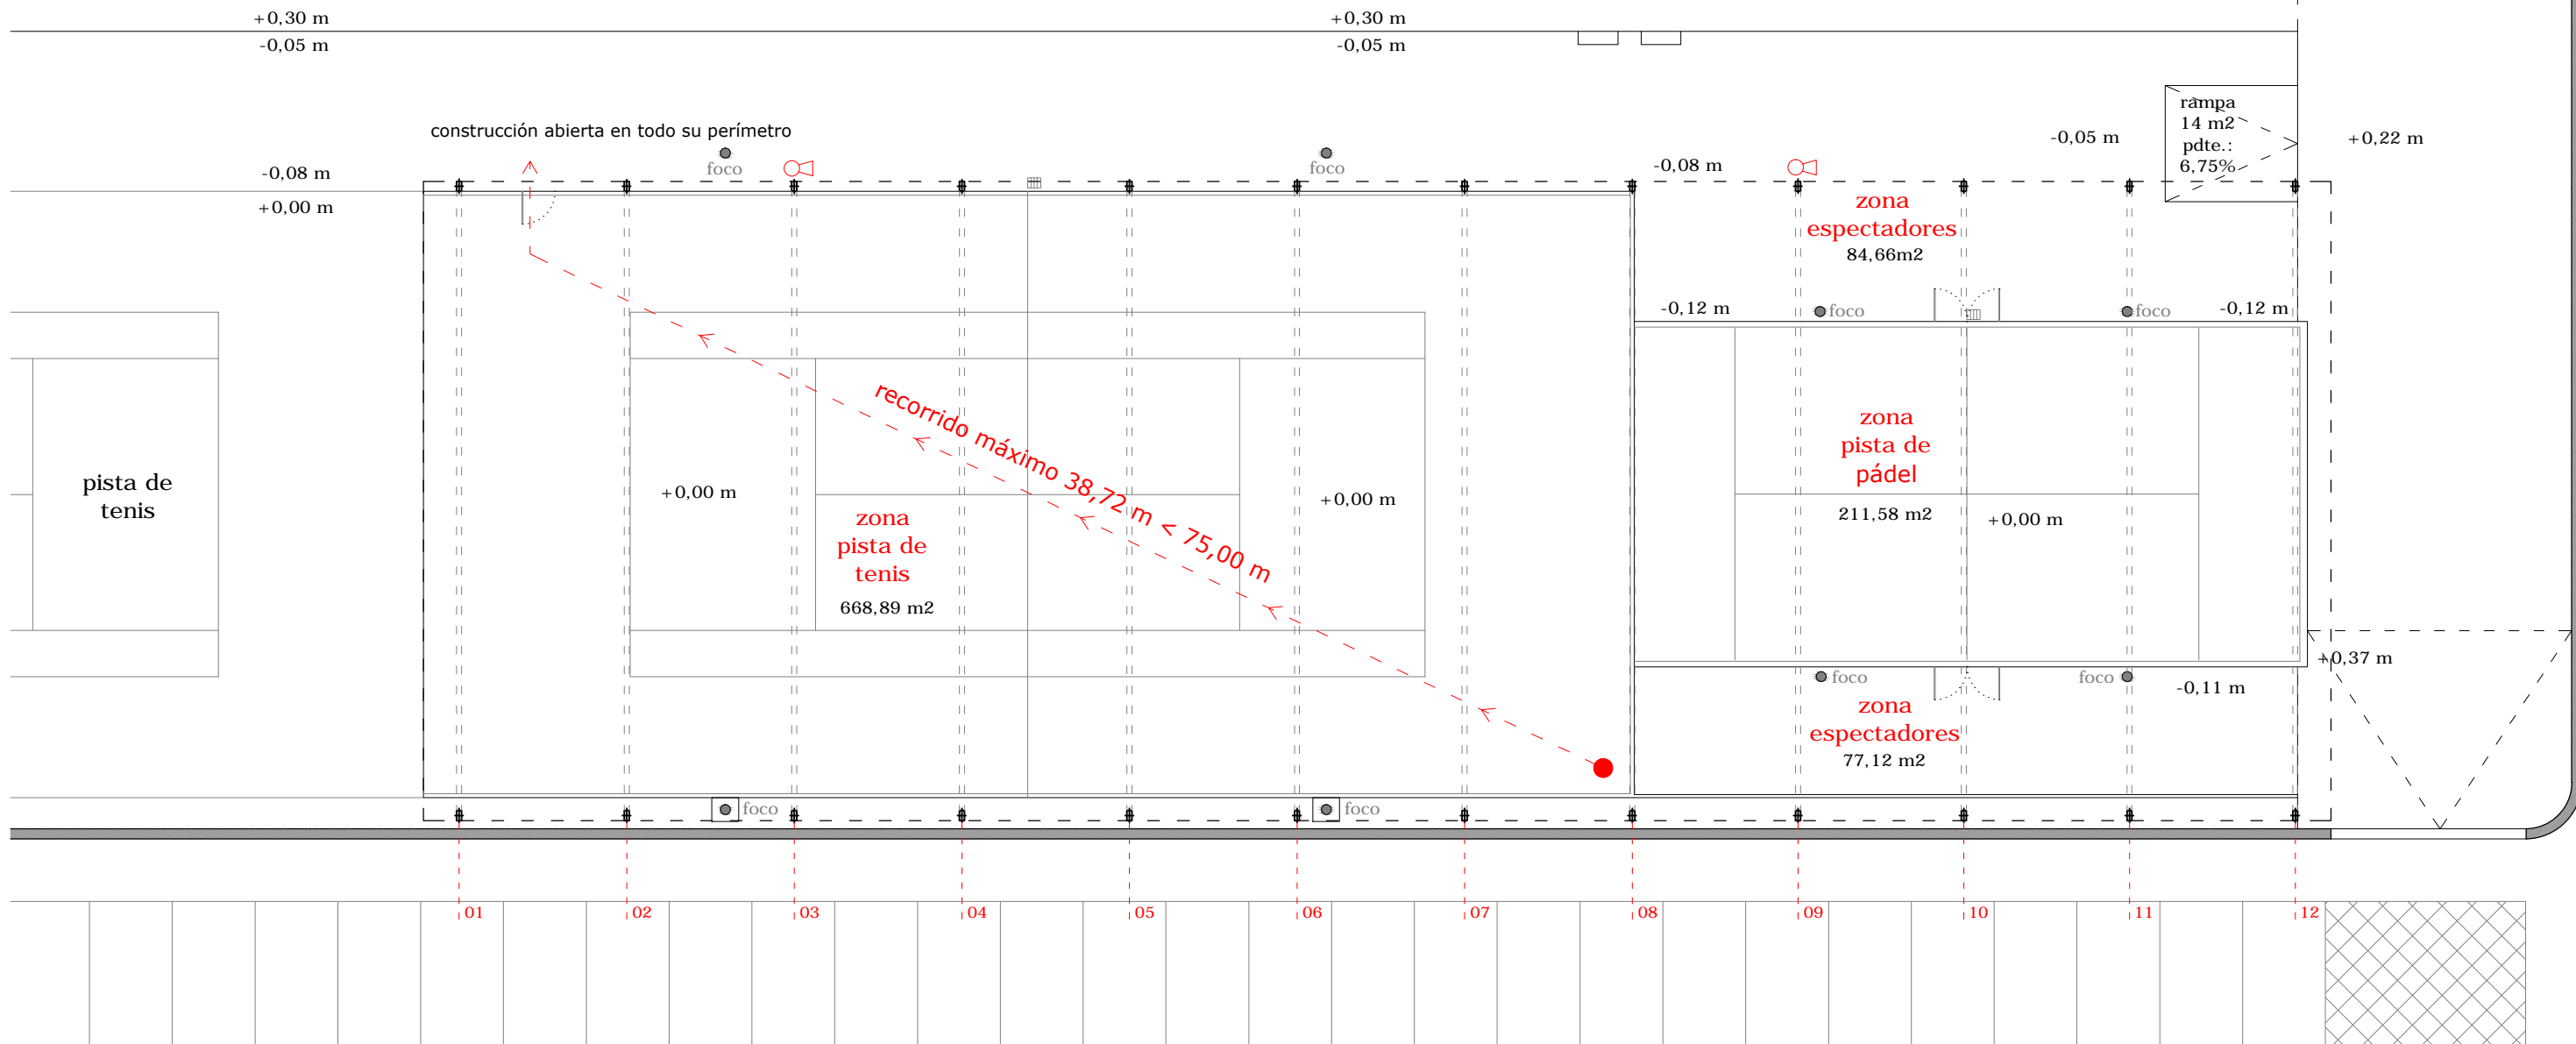 +0,30 m
+0,30 m
-0,05 m
-0,05 m
rampa
14 m2
pdte.:
6,75%
-0,05 m
+0,22 m
construcción abierta en todo su perímetro
foco
foco
-0,08 m
-0,08 m
+0,00 m
zona
espectadores
84,66m2
-0,12 m
foco
foco
-0,12 m
recorrido máximo 38,72 m < 75,00 m
pista de
tenis
+0,00 m
+0,00 m
zona
pista de
tenis
668,89 m2
zona
pista de
pádel
211,58 m2
+0,00 m
+0,37 m
foco
foco
-0,11 m
zona
espectadores
77,12 m2
foco
foco
01
02
03
04
05
06
07
08
09
10
11
12